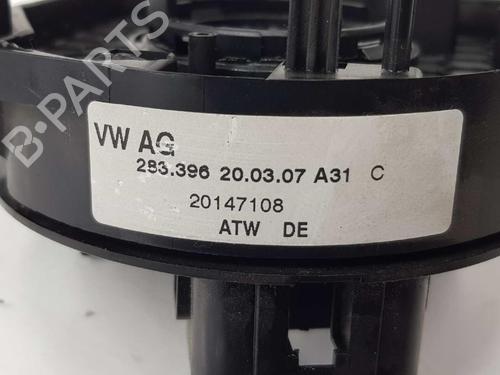 B-PARTS
VW AG
283.396 20.03.07 A31 C
20147108
ATW DE